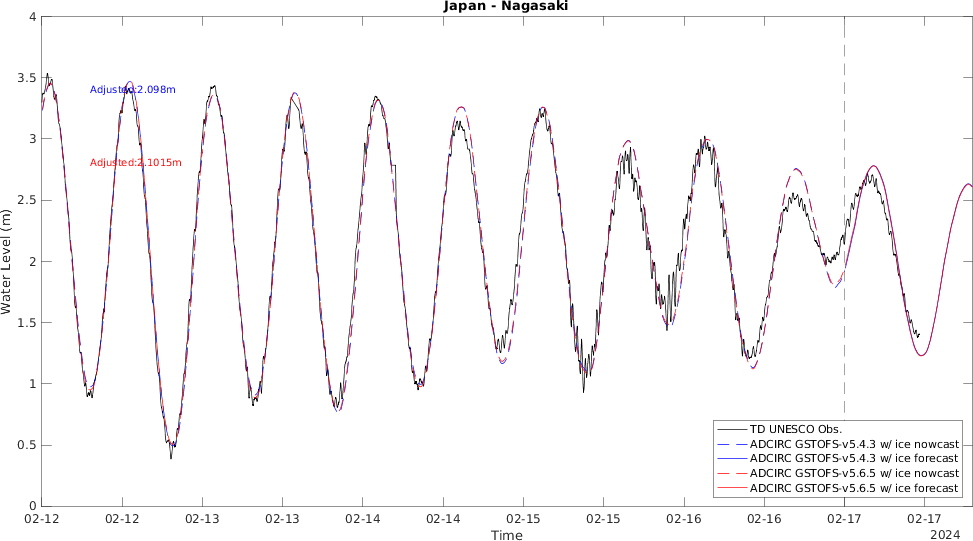 Japan - Nagasaki
4
3.5
3
2.5
2
1.5
1
0.5
0
Water Level (m)
Adjusted:2.098m
Adjusted:2.1015m
TD UNESCO Obs.
ADCIRC GSTOFS-v5.4.3 w/ ice nowcast
ADCIRC GSTOFS-v5.4.3 w/ ice forecast
ADCIRC GSTOFS-v5.6.5 w/ ice nowcast
ADCIRC GSTOFS-v5.6.5 w/ ice forecast
02-12 02-12 02-13 02-13 02-14 02-14 02-15 02-15 02-16 02-16 02-17 02-17
2024
Time